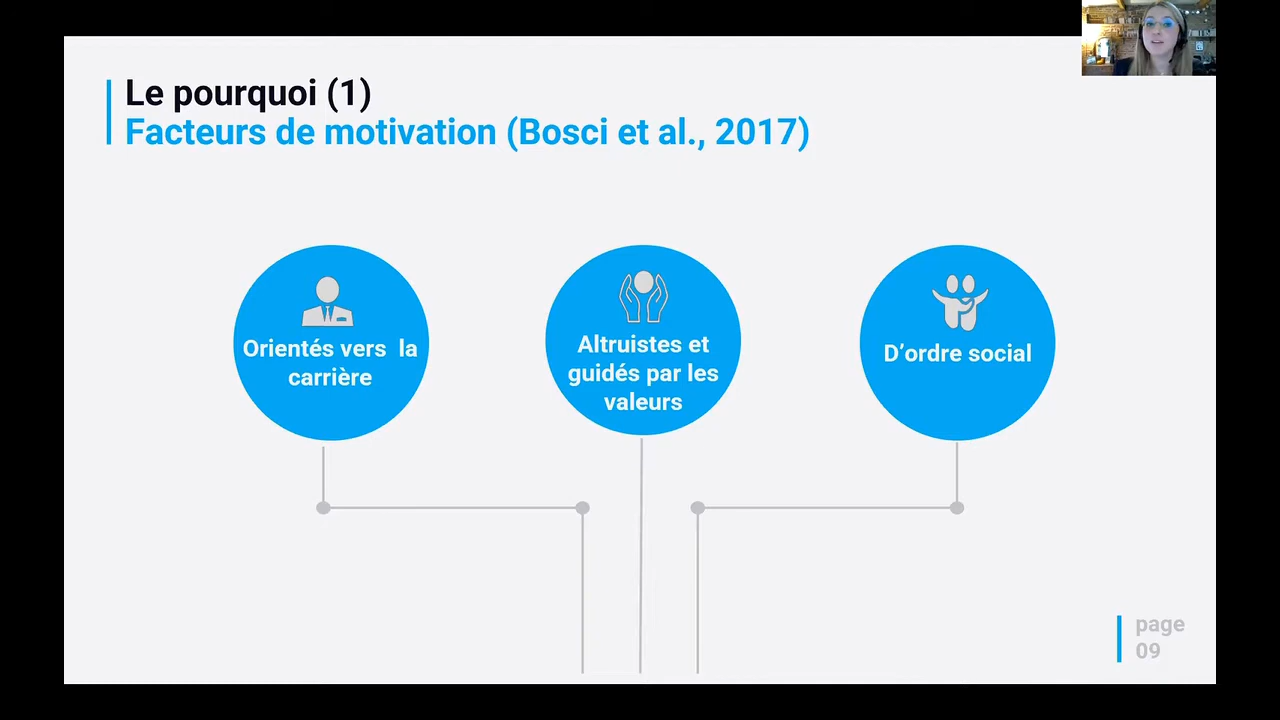 Le pourquoi (1)
Facteurs de motivation (Bosci et al., 2017)
Orientés vers la
carrière
Altruistes et
guidés par les
valeurs
D’ordre social
page
09